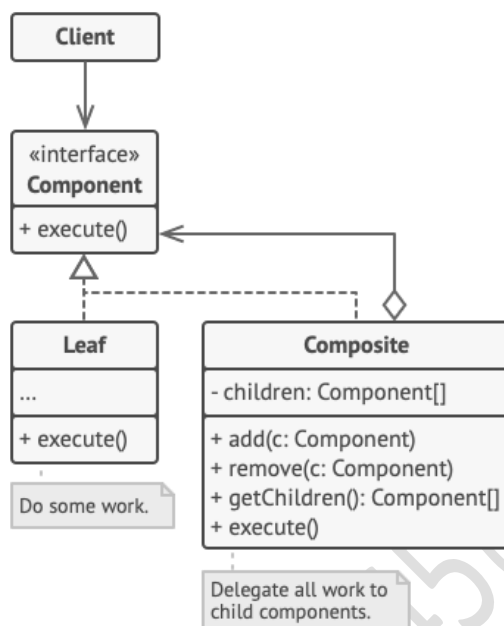 Client
«interface»
Component
+ execute()
Leaf
...
+ execute()
Do some work.
Composite
- children: Component[]
+ add(c: Component)
+ remove(c: Component)
+ getChildren(): Component[]
+ execute()
Delegate all work to
child components.